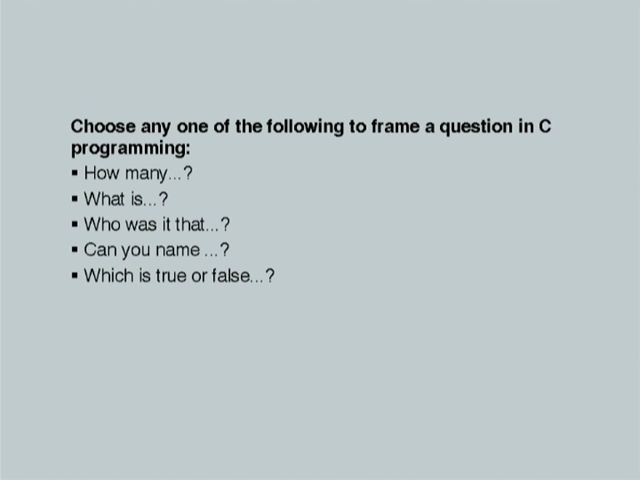 Choose any one of the following to frame a question in C
programming:
▪ How many...?
▪ What is...?
▪ Who was it that...?
▪ Can you name ...?
▪ Which is true or false...?